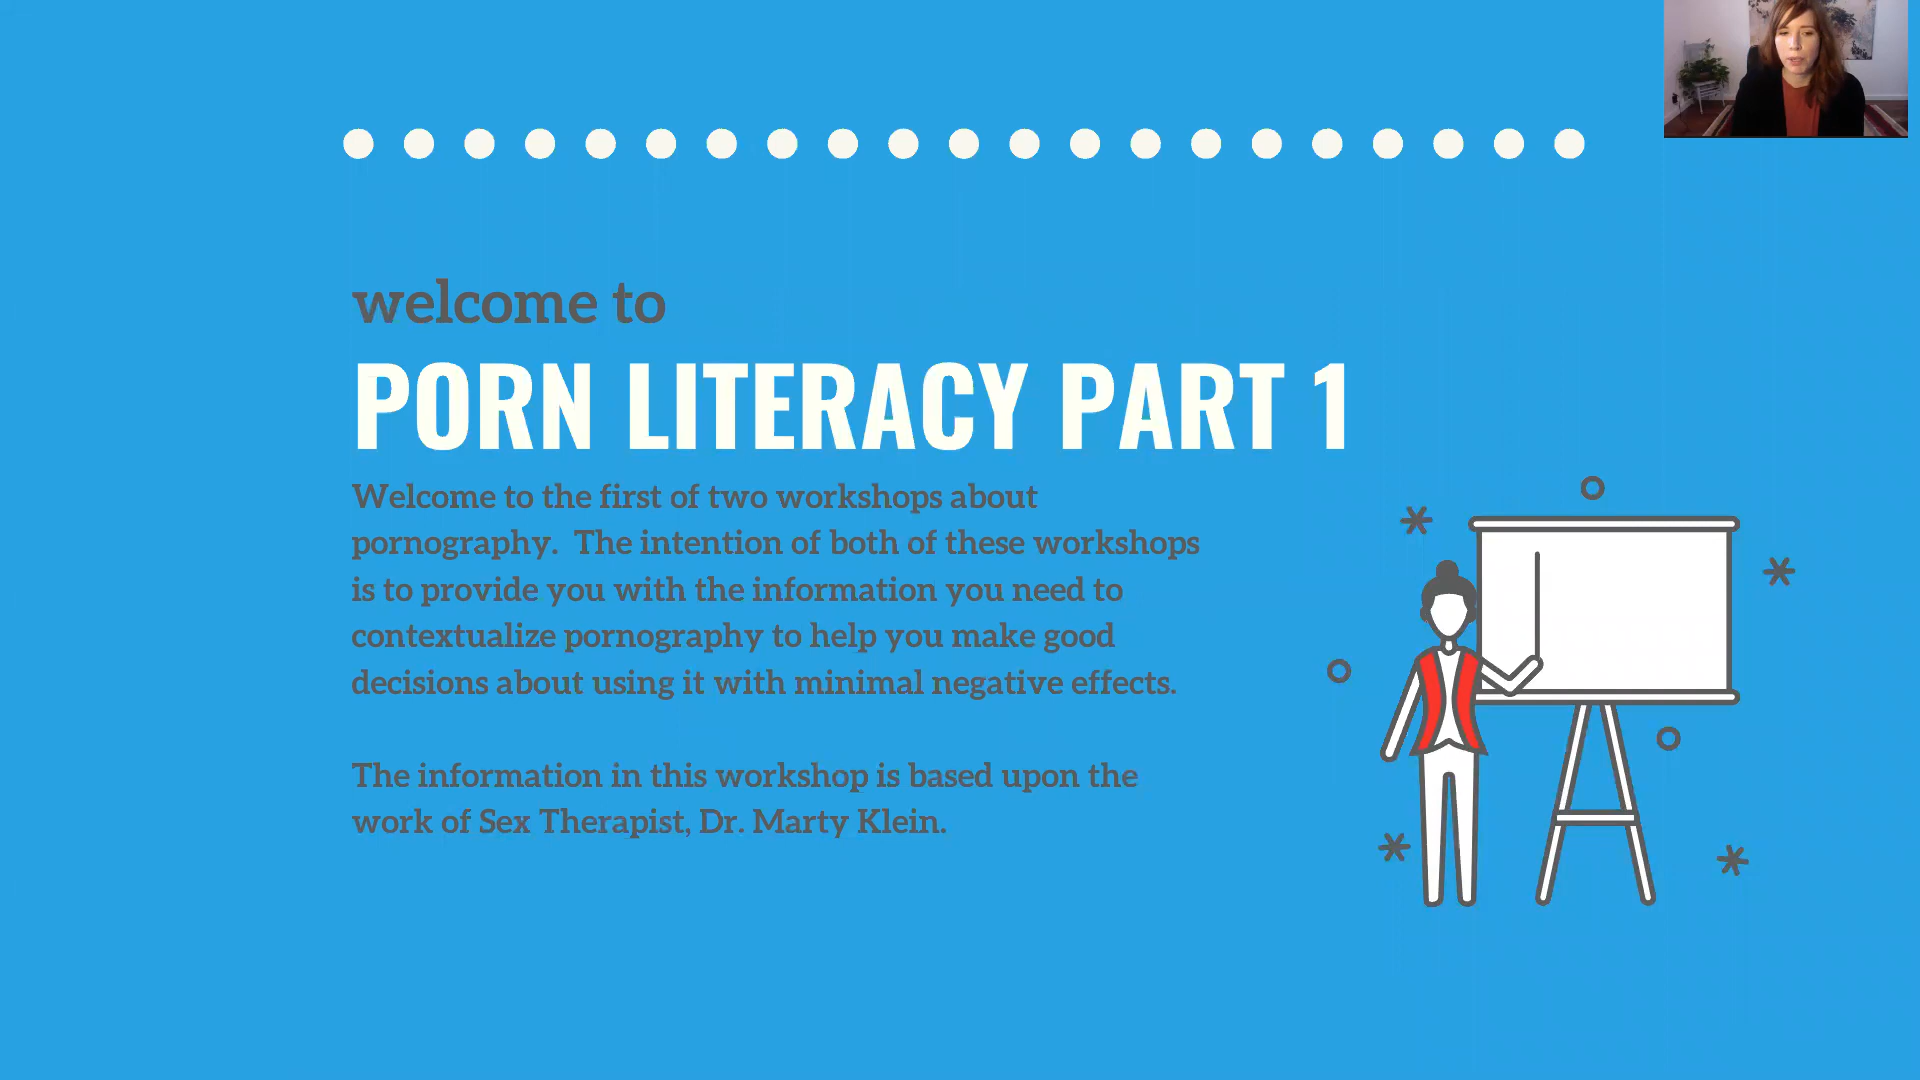 welcome to
PORN LITERACY PART 1
Welcome to the first of two workshops about
pornography.  The intention of both of these workshops
is to provide you with the information you need to
contextualize pornography to help you make good
decisions about using it with minimal negative effects.
The information in this workshop is based upon the
work of Sex Therapist, Dr. Marty Klein.